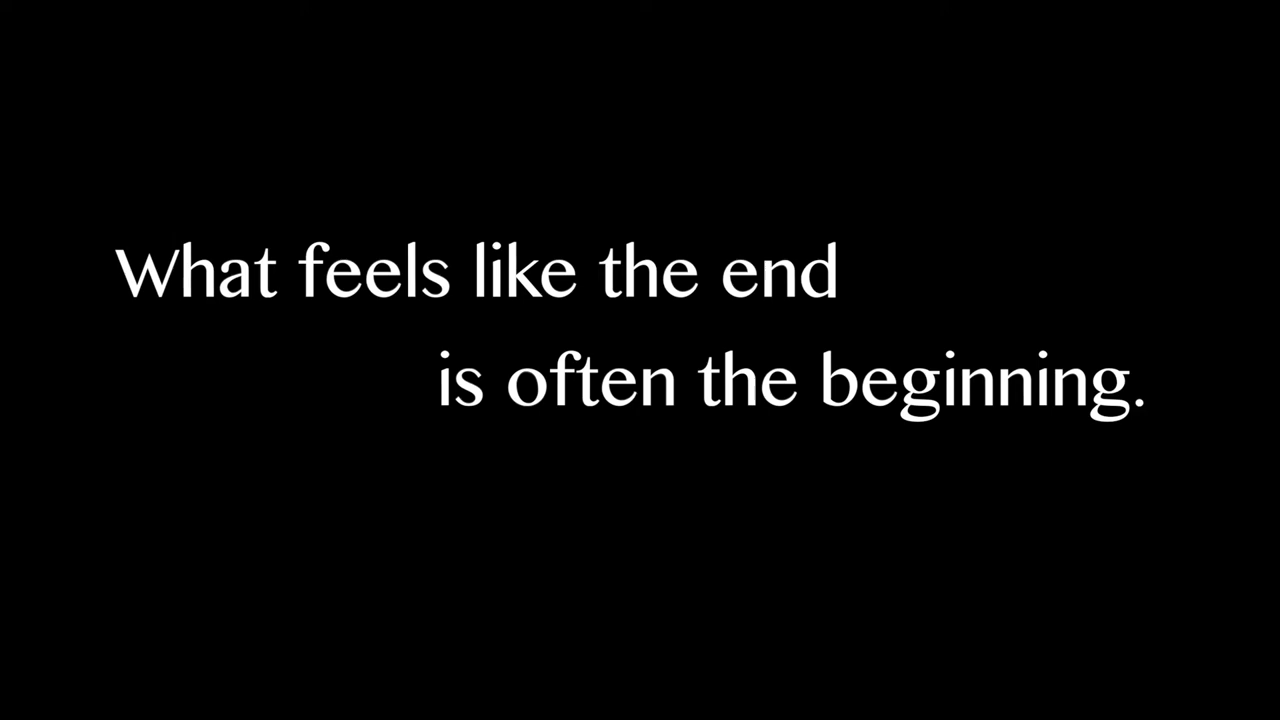 What feels like the end
is often the beginning.